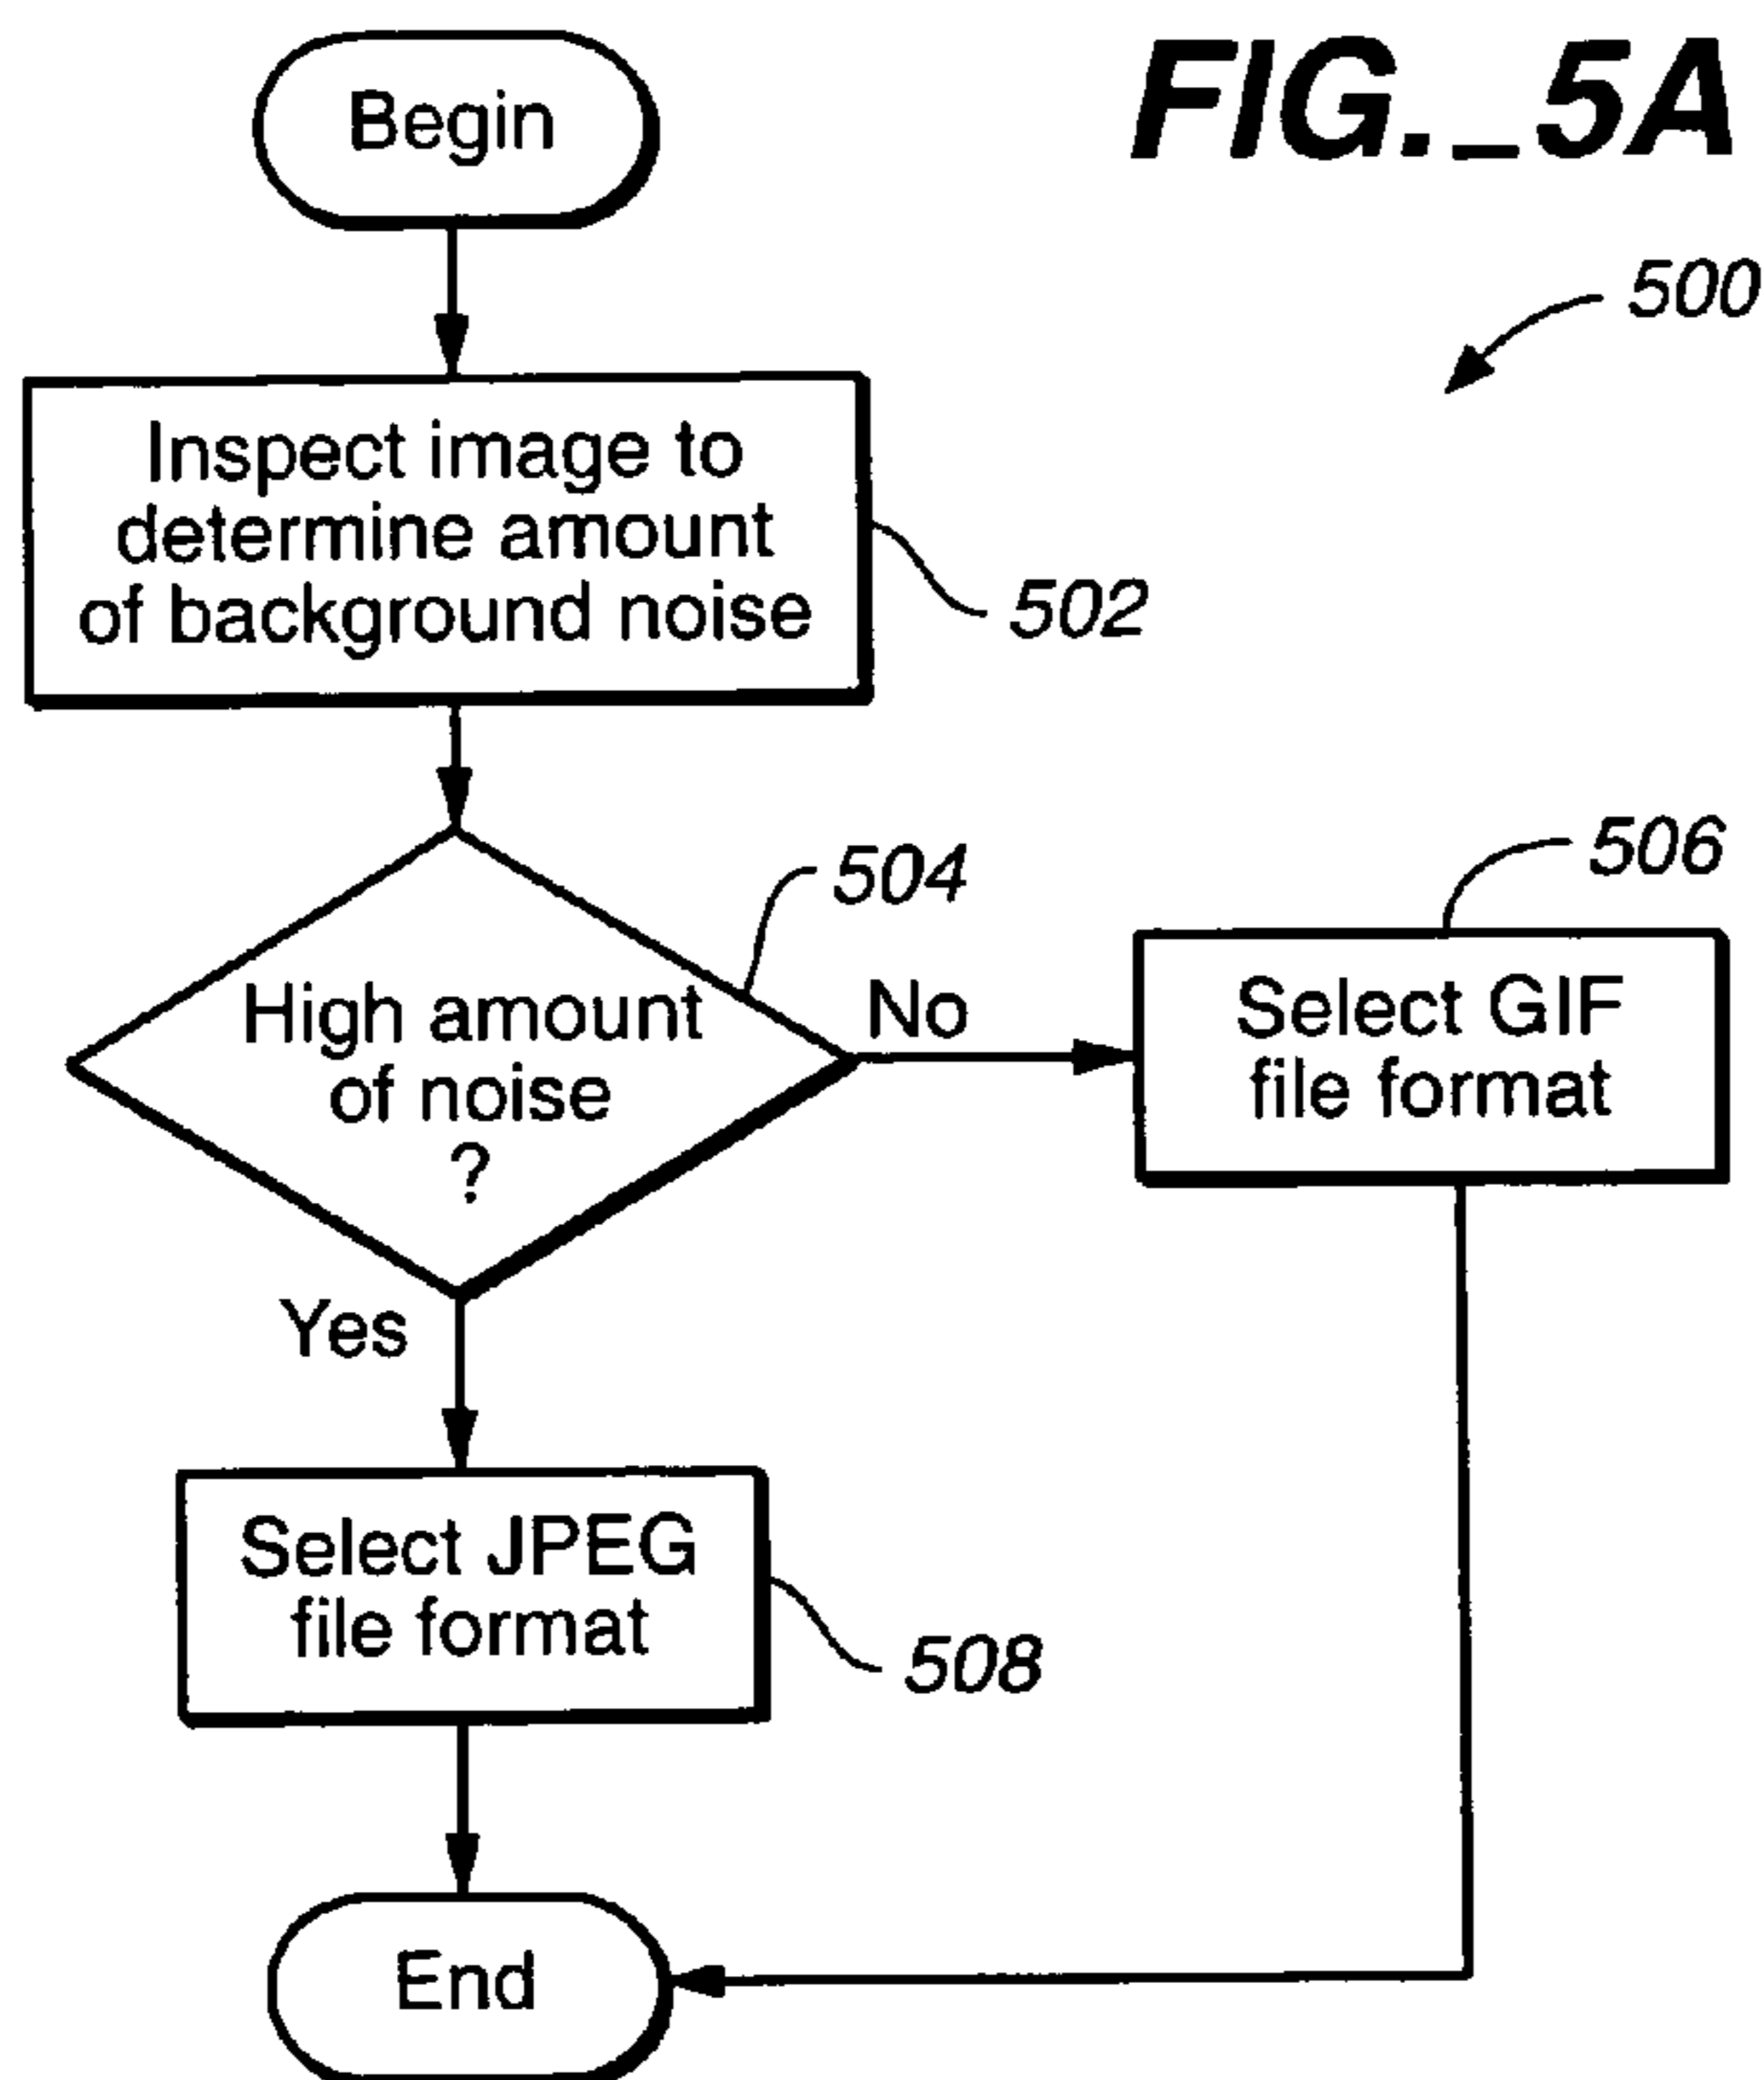 FIG._5A
Begin
500
Inspect image to
determine amount
of background noise
502
504
506
High amount
of noise
?
No
Select GIF
file format
Yes
Select JPEG
file format
508
End